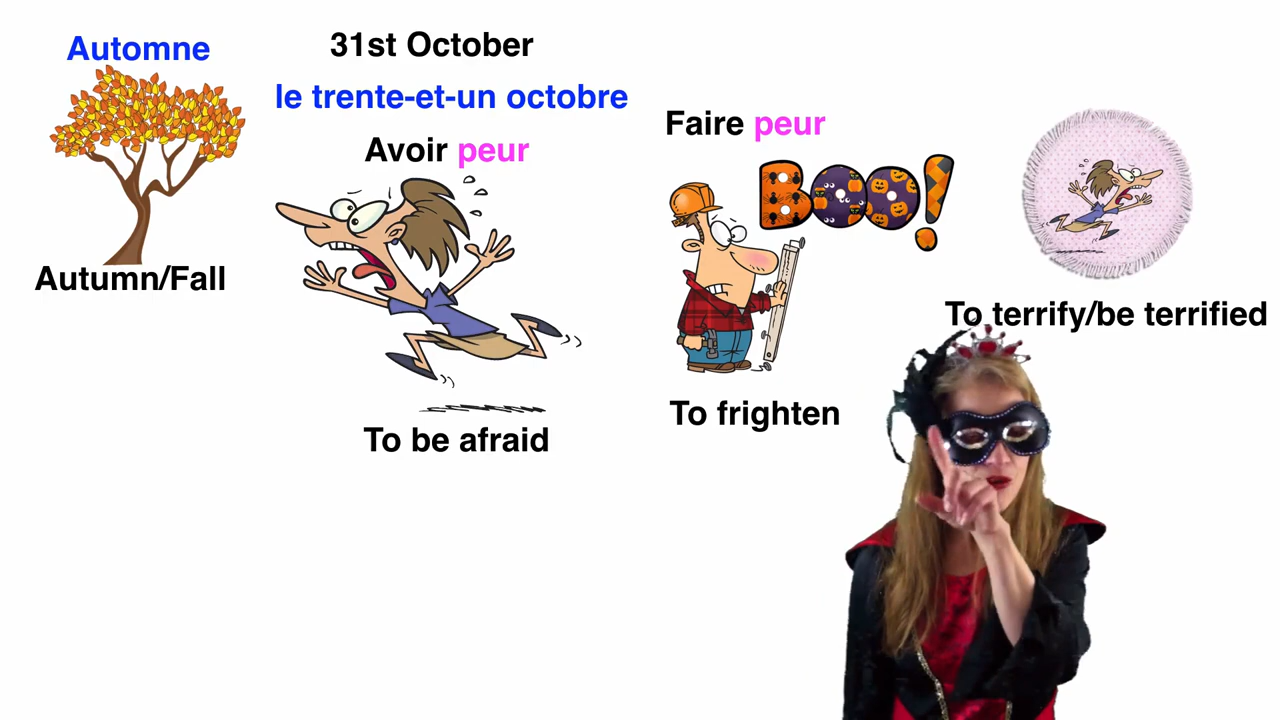 Automne
Autumn/Fall
31st October
le trente-et-un octobre
Avoir peur
To be afraid
Faire peur
BOO!
To frighten
To terrify/be terrified